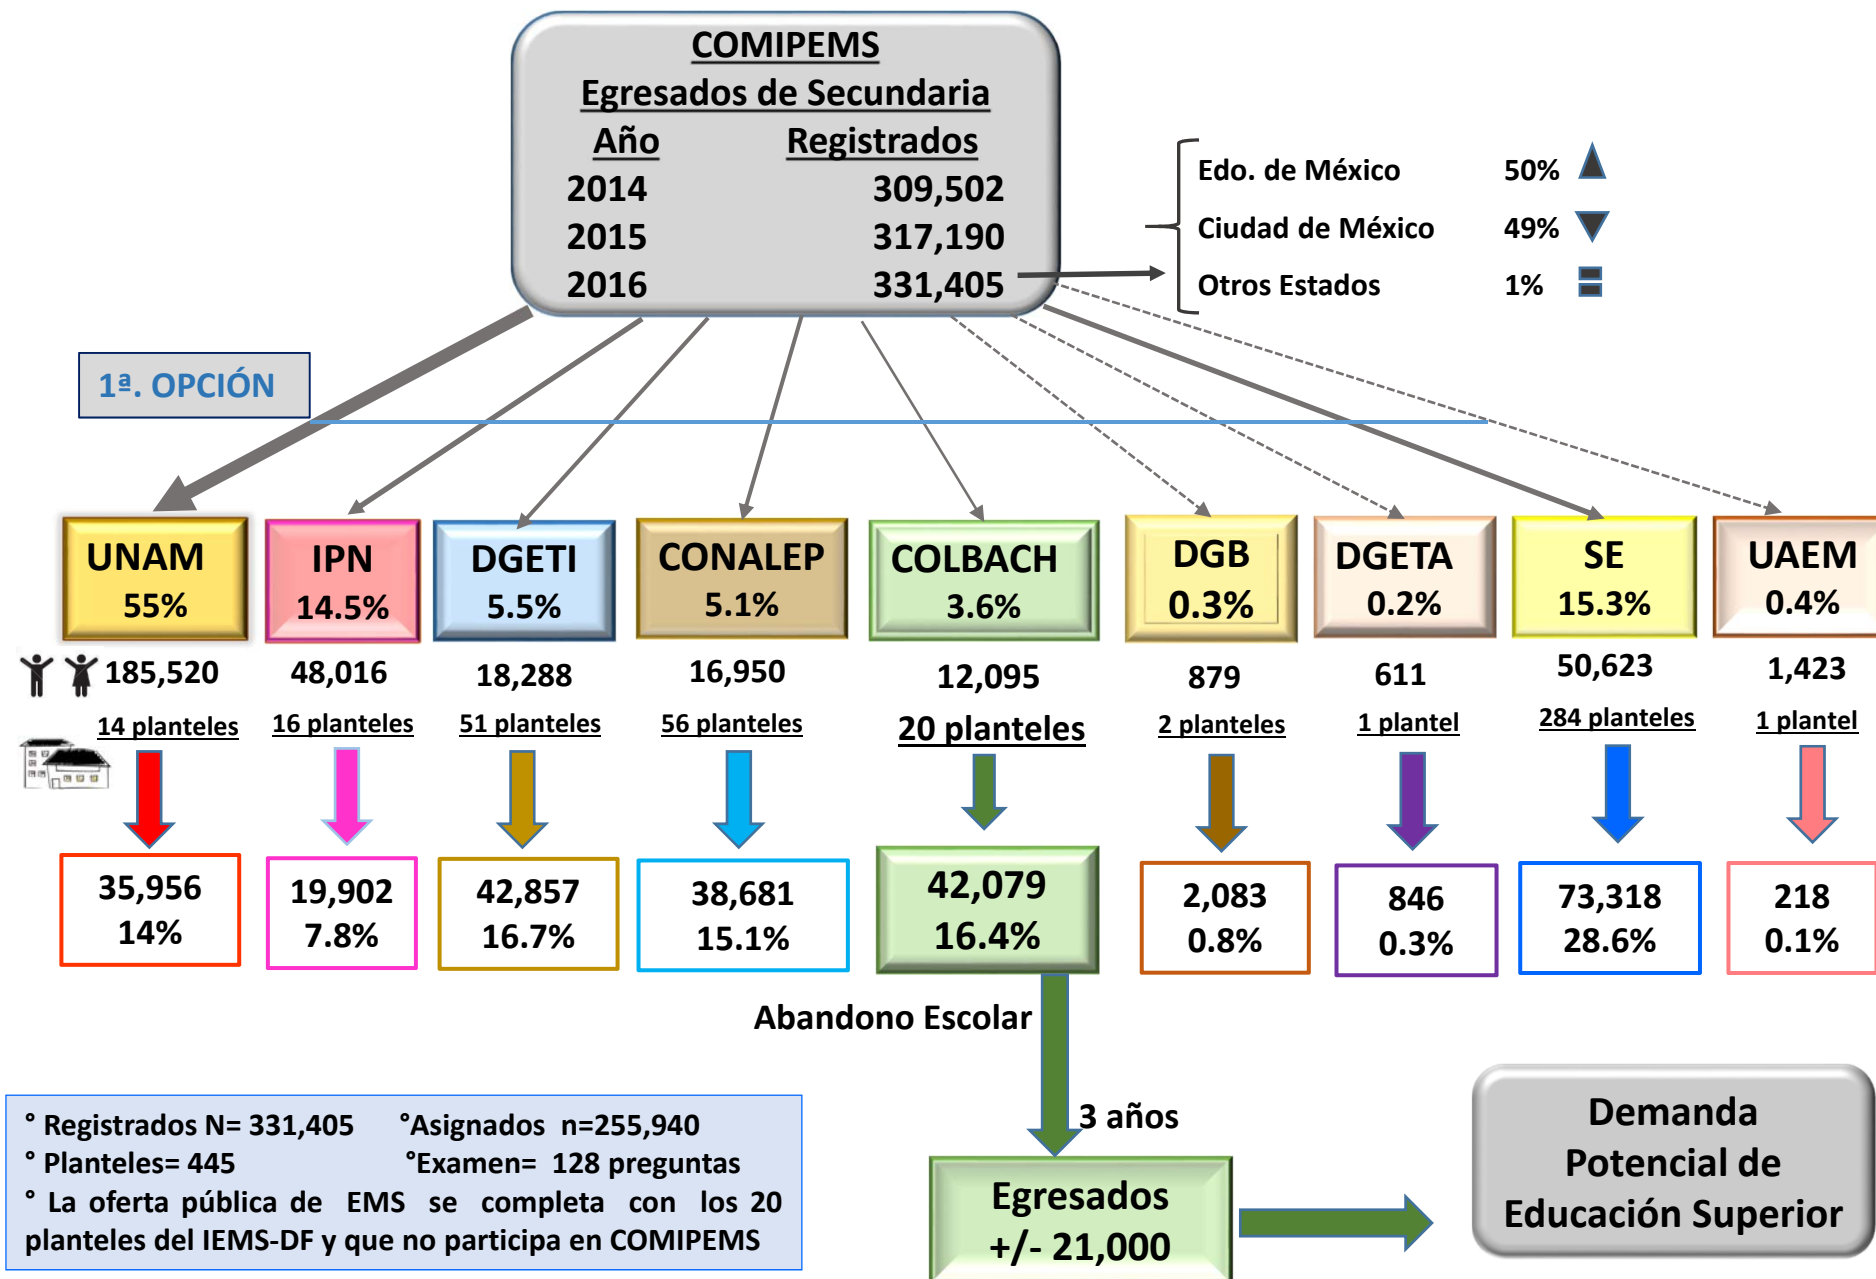 COMIPEMS
Egresados de Secundaria
Año Registrados
2014 309,502
2015 317,190
2016 331,405
Edo. de México 50%
Ciudad de México 49%
Otros Estados 1%
1ª. OPCIÓN
UNAM
55%
IPN
14.5%
DGETI
5.5%
CONALEP
5.1%
COLBACH
3.6%
DGB
0.3%
DGETA
0.2%
SE
15.3%
UAEM
0.4%
185,520
48,016
18,288
16,950
12,095
879
611
50,623
1,423
14 planteles
16 planteles
51 planteles
56 planteles
20 planteles
2 planteles
1 plantel
284 planteles
1 plantel
35,956
14%
19,902
7.8%
42,857
16.7%
38,681
15.1%
42,079
16.4%
2,083
0.8%
846
0.3%
73,318
28.6%
218
0.1%
Abandono Escolar
3 años
° Registrados N= 331,405 °Asignados n=255,940
° Planteles= 445 °Examen= 128 preguntas
° La oferta pública de EMS se completa con los 20
planteles del IEMS-DF y que no participa en COMIPEMS
Egresados
+/- 21,000
Demanda
Potencial de
Educación Superior